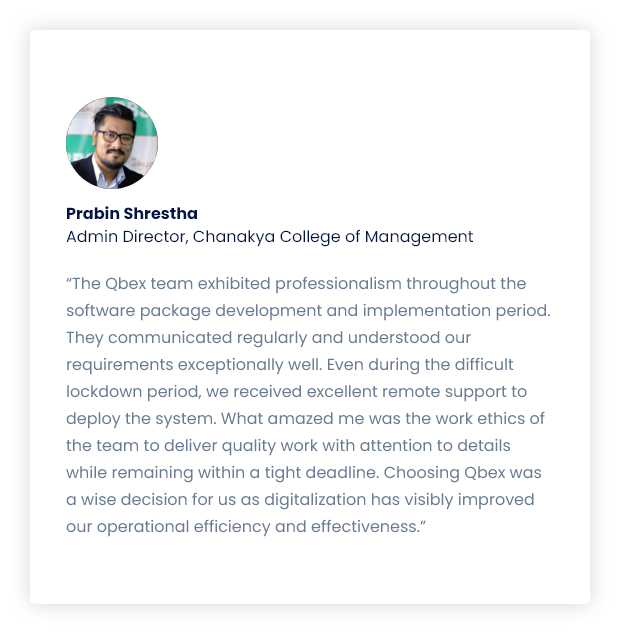 Prabin Shrestha
Admin Director, Chanakya College of Management
“The Qbex team exhibited professionalism throughout the
software package development and implementation period.
They communicated regularly and understood our
requirements exceptionally well. Even during the difficult
lockdown period, we received excellent remote support to
deploy the system. What amazed me was the work ethics of
the team to deliver quality work with attention to details
while remaining within a tight deadline. Choosing Qbex was
a wise decision for us as digitalization has visibly improved
our operational efficiency and effectiveness.”